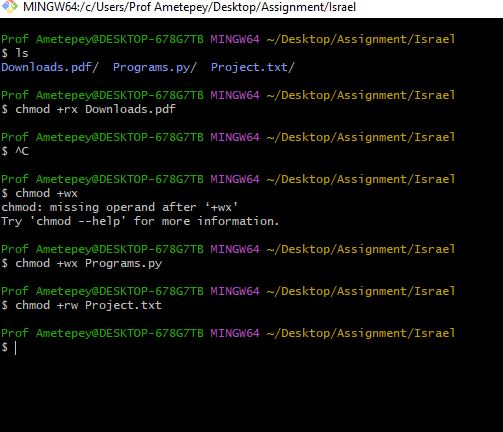 MINGW64:/c/Users/Prof Ametepey/Desktop/Assignment/Israel
Prof Ametepey@DESKTOP-678G7TB MINGW64 ~/Desktop/Assignment/Israel
$ ls
Downloads.pdf/  Programs.py/  Project.txt/
Prof Ametepey@DESKTOP-678G7TB MINGW64 ~/Desktop/Assignment/Israel
$ chmod +rx Downloads.pdf
Prof Ametepey@DESKTOP-678G7TB MINGW64 ~/Desktop/Assignment/Israel
$ ^C
Prof Ametepey@DESKTOP-678G7TB MINGW64 ~/Desktop/Assignment/Israel
$ chmod +wx
chmod: missing operand after ‘+wx’
Try 'chmod --help' for more information.
Prof Ametepey@DESKTOP-678G7TB MINGW64 ~/Desktop/Assignment/Israel
$ chmod +wx Programs.py
Prof Ametepey@DESKTOP-678G7TB MINGW64 ~/Desktop/Assignment/Israel
$ chmod +rw Project.txt
Prof Ametepey@DESKTOP-678G7TB MINGW64 ~/Desktop/Assignment/Israel
$